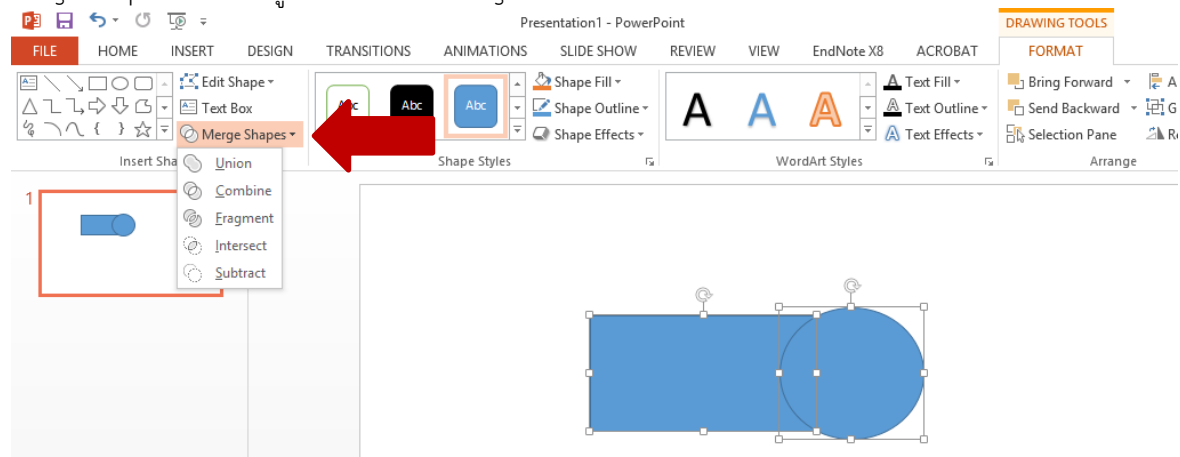 Presentation1 - PowerPoint
DRAWING TOOLS
FILE HOME INSERT DESIGN TRANSITIONS ANIMATIONS SLIDE SHOW REVIEW VIEW EndNote X8 ACROBAT FORMAT
Edit Shape
Text Box
Merge Shapes
Abc Abc
Shape Fill
Shape Outline
Shape Effects
A A A
Text Fill
Text Outline
Text Effects
Bring Forward
Send Backward
Selection Pane
Shape Styles
WordArt Styles
Arrange
Union
Combine
Fragment
Intersect
Subtract
1